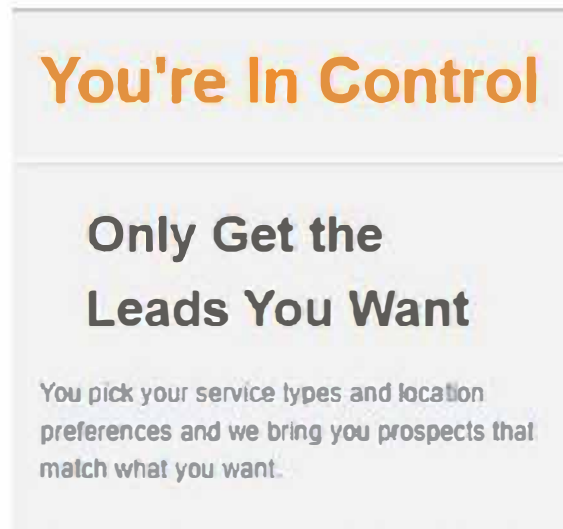 You're In Control
Only Get the
Leads You Want
You pick your service types and location
preferences and we bring you prospects that
match what you want.